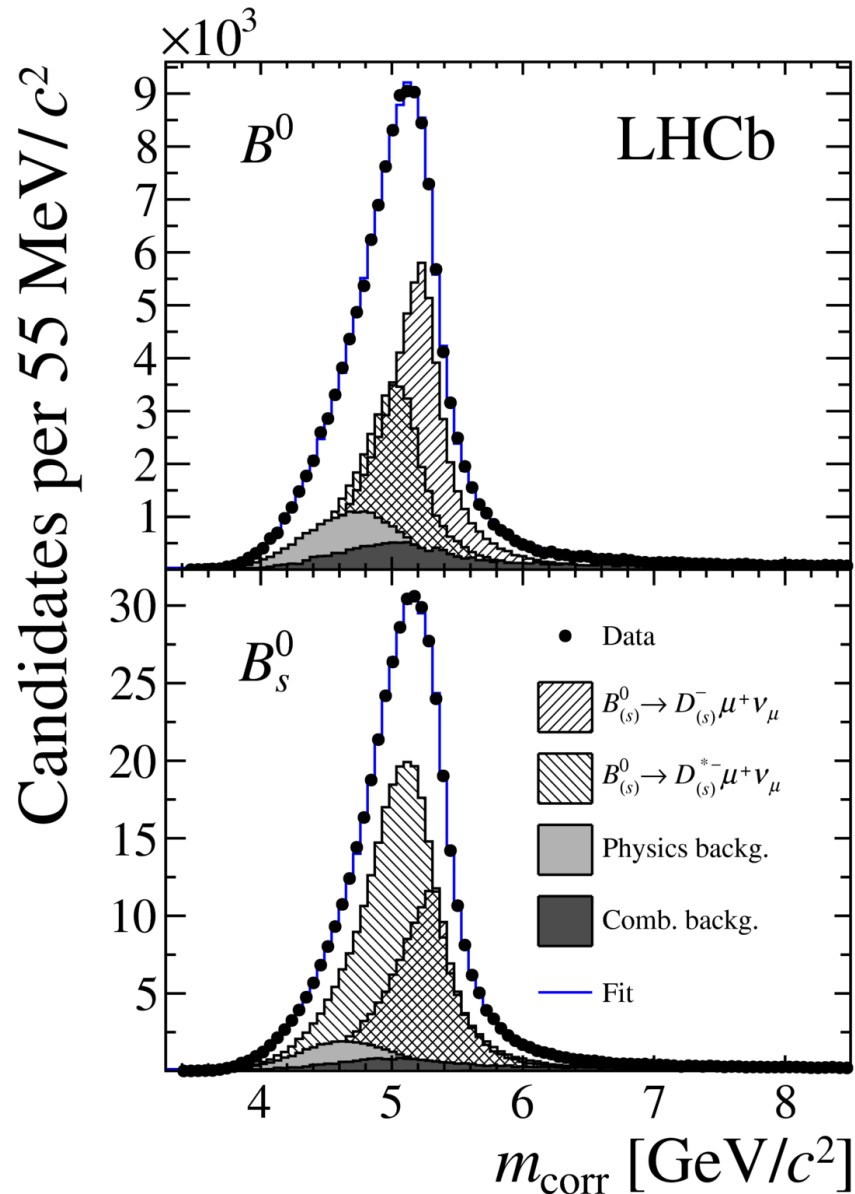 ×10³
Candidates per 55 MeV/c²
B⁰
LHCb
9
8
7
6
5
4
3
2
1
B⁰ₛ
30
25
20
15
10
5
Data
B⁰₍ₛ₎ → D⁻₍ₛ₎ μ⁺ νμ
B⁰₍ₛ₎ → D*⁻₍ₛ₎ μ⁺ νμ
Physics backg.
Comb. backg.
Fit
4 5 6 7 8
m_corr [GeV/c²]